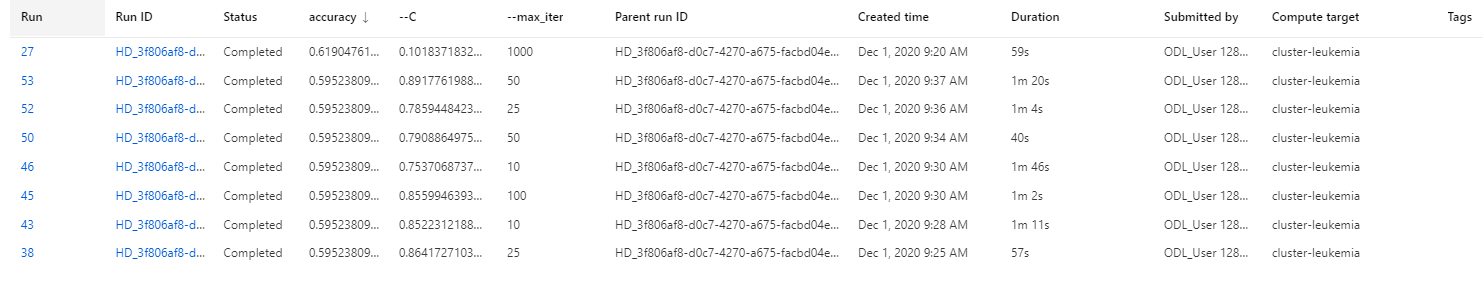 Run Run ID Status accuracy ↓ --C --max_iter Parent run ID Created time Duration Submitted by Compute target Tags
27 HD_3f806af8-d... Completed 0.61904761... 0.1018371832... 1000 HD_3f806af8-d0c7-4270-a675-facbd04e... Dec 1, 2020 9:20 AM 59s ODL_User 128... cluster-leukemia
53 HD_3f806af8-d... Completed 0.59523809... 0.8917761988... 50 HD_3f806af8-d0c7-4270-a675-facbd04e... Dec 1, 2020 9:37 AM 1m 20s ODL_User 128... cluster-leukemia
52 HD_3f806af8-d... Completed 0.59523809... 0.7859448423... 25 HD_3f806af8-d0c7-4270-a675-facbd04e... Dec 1, 2020 9:36 AM 1m 4s ODL_User 128... cluster-leukemia
50 HD_3f806af8-d... Completed 0.59523809... 0.7908864975... 50 HD_3f806af8-d0c7-4270-a675-facbd04e... Dec 1, 2020 9:34 AM 40s ODL_User 128... cluster-leukemia
46 HD_3f806af8-d... Completed 0.59523809... 0.7537068737... 10 HD_3f806af8-d0c7-4270-a675-facbd04e... Dec 1, 2020 9:30 AM 1m 46s ODL_User 128... cluster-leukemia
45 HD_3f806af8-d... Completed 0.59523809... 0.8559946393... 100 HD_3f806af8-d0c7-4270-a675-facbd04e... Dec 1, 2020 9:30 AM 1m 2s ODL_User 128... cluster-leukemia
43 HD_3f806af8-d... Completed 0.59523809... 0.8522312188... 10 HD_3f806af8-d0c7-4270-a675-facbd04e... Dec 1, 2020 9:28 AM 1m 11s ODL_User 128... cluster-leukemia
38 HD_3f806af8-d... Completed 0.59523809... 0.8641727103... 25 HD_3f806af8-d0c7-4270-a675-facbd04e... Dec 1, 2020 9:25 AM 57s ODL_User 128... cluster-leukemia